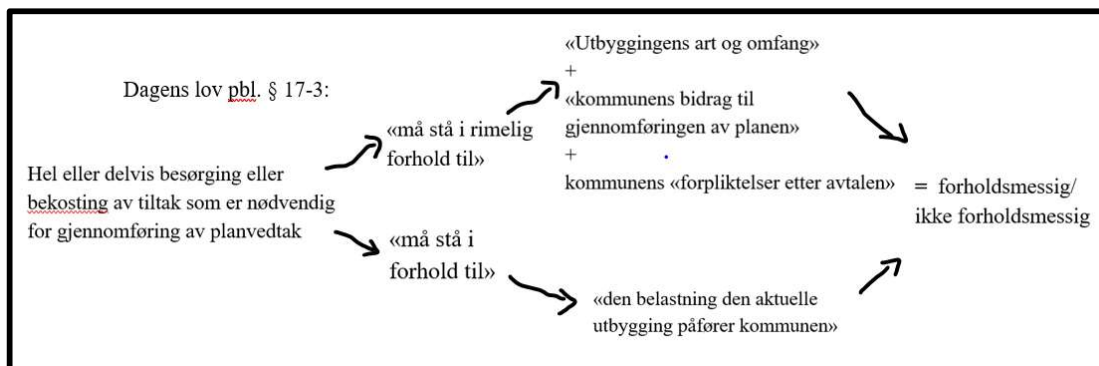 Dagens lov pbl. § 17-3:
Hel eller delvis besørging eller
bekosting av tiltak som er nødvendig
for gjennomføring av planvedtak
«må stå i rimelig
forhold til»
«Utbyggingens art og omfang»
+
«kommunens bidrag til
gjennomføringen av planen»
+
kommunens «forpliktelser etter avtalen»
«må stå i
forhold til»
«den belastning den aktuelle
utbygging påfører kommunen»
= forholdsmessig/
ikke forholdsmessig